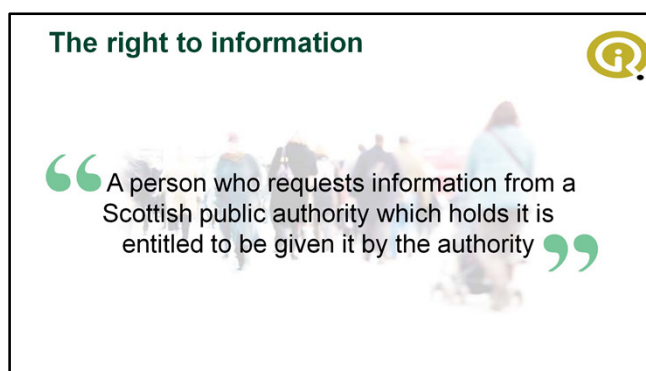 The right to information
“A person who requests information from a
Scottish public authority which holds it is
entitled to be given it by the authority”